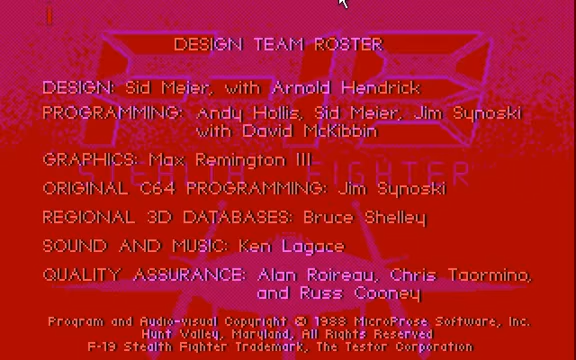 DESIGN TEAM ROSTER
DESIGN: Sid Meier, with Arnold Hendrick
PROGRAMMING: Andy Hollis, Sid Meier, Jim Synoski
with David McKibbin
GRAPHICS: Max Remington III
STEALTH FIGHTER
ORIGINAL C64 PROGRAMMING: Jim Synoski
REGIONAL 3D DATABASES: Bruce Shelley
SOUND AND MUSIC: Ken Lagace
QUALITY ASSURANCE: Alan Roireau, Chris Taormino,
and Russ Cooney
Program and Audio-visual Copyright © 1988 MicroProse Software, Inc.
Hunt Valley, Maryland, All Rights Reserved
F-19 Stealth Fighter Trademark, The Testor Corporation